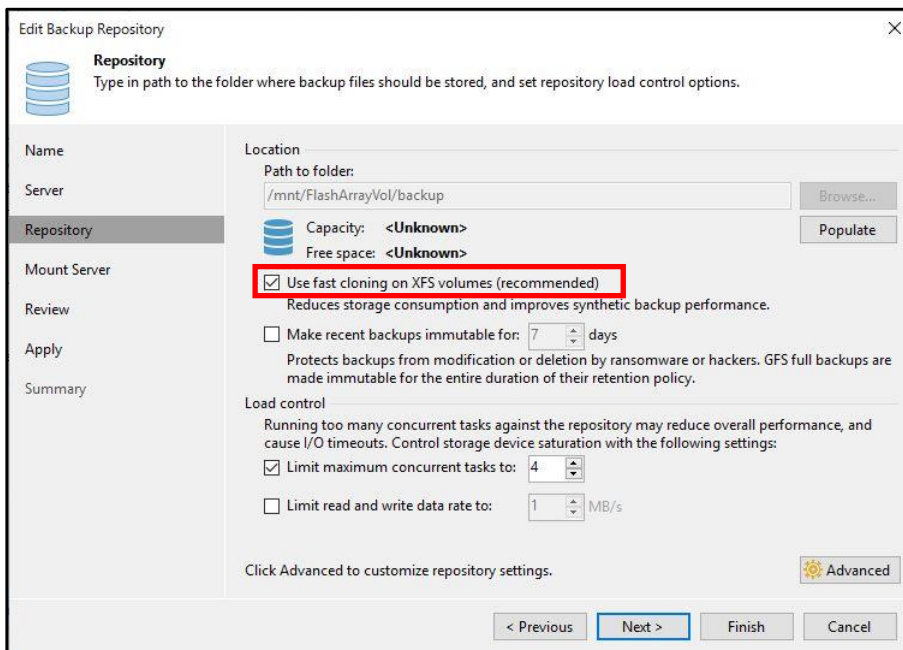 Edit Backup Repository
Repository
Type in path to the folder where backup files should be stored, and set repository load control options.
Name
Server
Repository
Mount Server
Review
Apply
Summary
Location
Path to folder:
/mnt/FlashArrayVol/backup
Browse...
Capacity: <Unknown>
Populate
Free space: <Unknown>
Use fast cloning on XFS volumes (recommended)
Reduces storage consumption and improves synthetic backup performance.
Make recent backups immutable for: 7 days
Protects backups from modification or deletion by ransomware or hackers. GFS full backups are
made immutable for the entire duration of their retention policy.
Load control
Running too many concurrent tasks against the repository may reduce overall performance, and
cause I/O timeouts. Control storage device saturation with the following settings:
Limit maximum concurrent tasks to: 4
Limit read and write data rate to: 1 MB/s
Click Advanced to customize repository settings.
Advanced
< Previous
Next >
Finish
Cancel